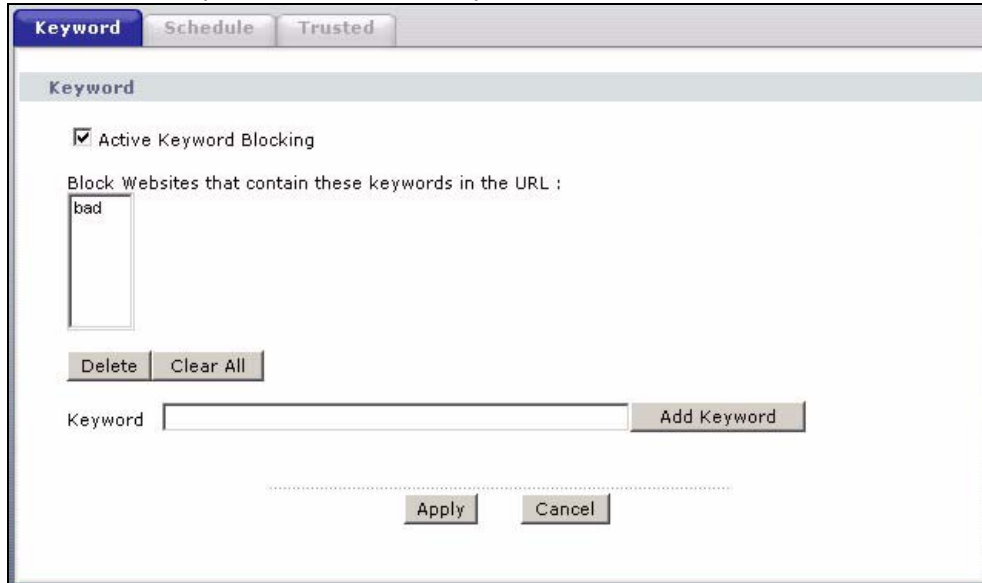 Keyword Schedule Trusted
Keyword
Active Keyword Blocking
Block Websites that contain these keywords in the URL :
bad
Delete Clear All
Keyword Add Keyword
Apply Cancel